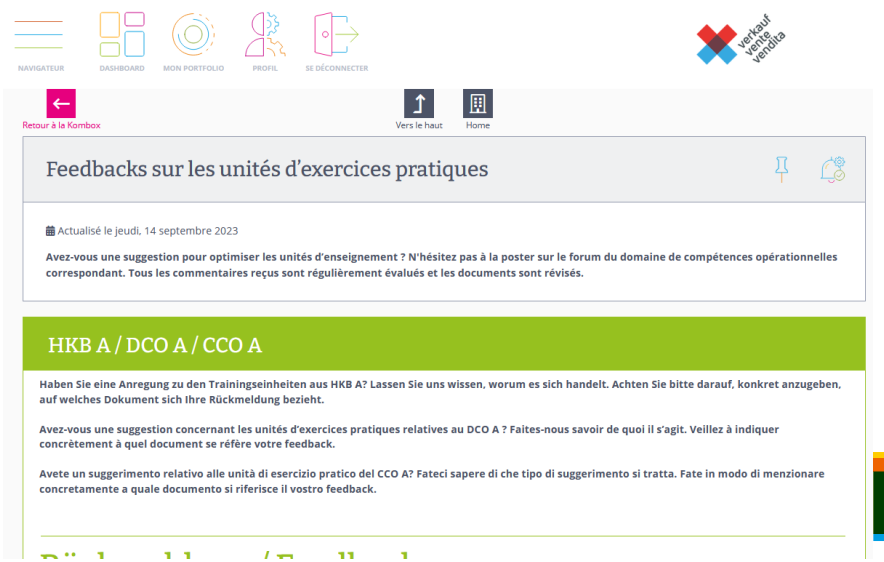 NAVIGATEUR DASHBOARD MON PORTFOLIO PROFIL SE DÉCONNECTER
verkauf
vente
vendita
Retour à la Kombox Vers le haut Home
Feedbacks sur les unités d'exercices pratiques
Actualisé le jeudi, 14 septembre 2023
Avez-vous une suggestion pour optimiser les unités d'enseignement ? N'hésitez pas à la poster sur le forum du domaine de compétences opérationnelles
correspondant. Tous les commentaires reçus sont régulièrement évalués et les documents sont révisés.
HKB A / DCO A / CCO A
Haben Sie eine Anregung zu den Trainingseinheiten aus HKB A? Lassen Sie uns wissen, worum es sich handelt. Achten Sie bitte darauf, konkret anzugeben,
auf welches Dokument sich Ihre Rückmeldung bezieht.
Avez-vous une suggestion concernant les unités d'exercices pratiques relatives au DCO A ? Faites-nous savoir de quoi il s'agit. Veillez à indiquer
concrètement à quel document se réfère votre feedback.
Avete un suggerimento relativo alle unità di esercizio pratico del CCO A? Fateci sapere di che tipo di suggerimento si tratta. Fate in modo di menzionare
concretamente a quale documento si riferisce il vostro feedback.